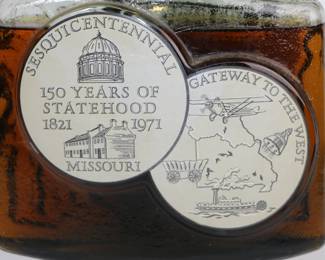 SESQUICENTENNIAL
150 YEARS OF
STATEHOOD
1821 1971
MISSOURI
GATEWAY TO THE WEST